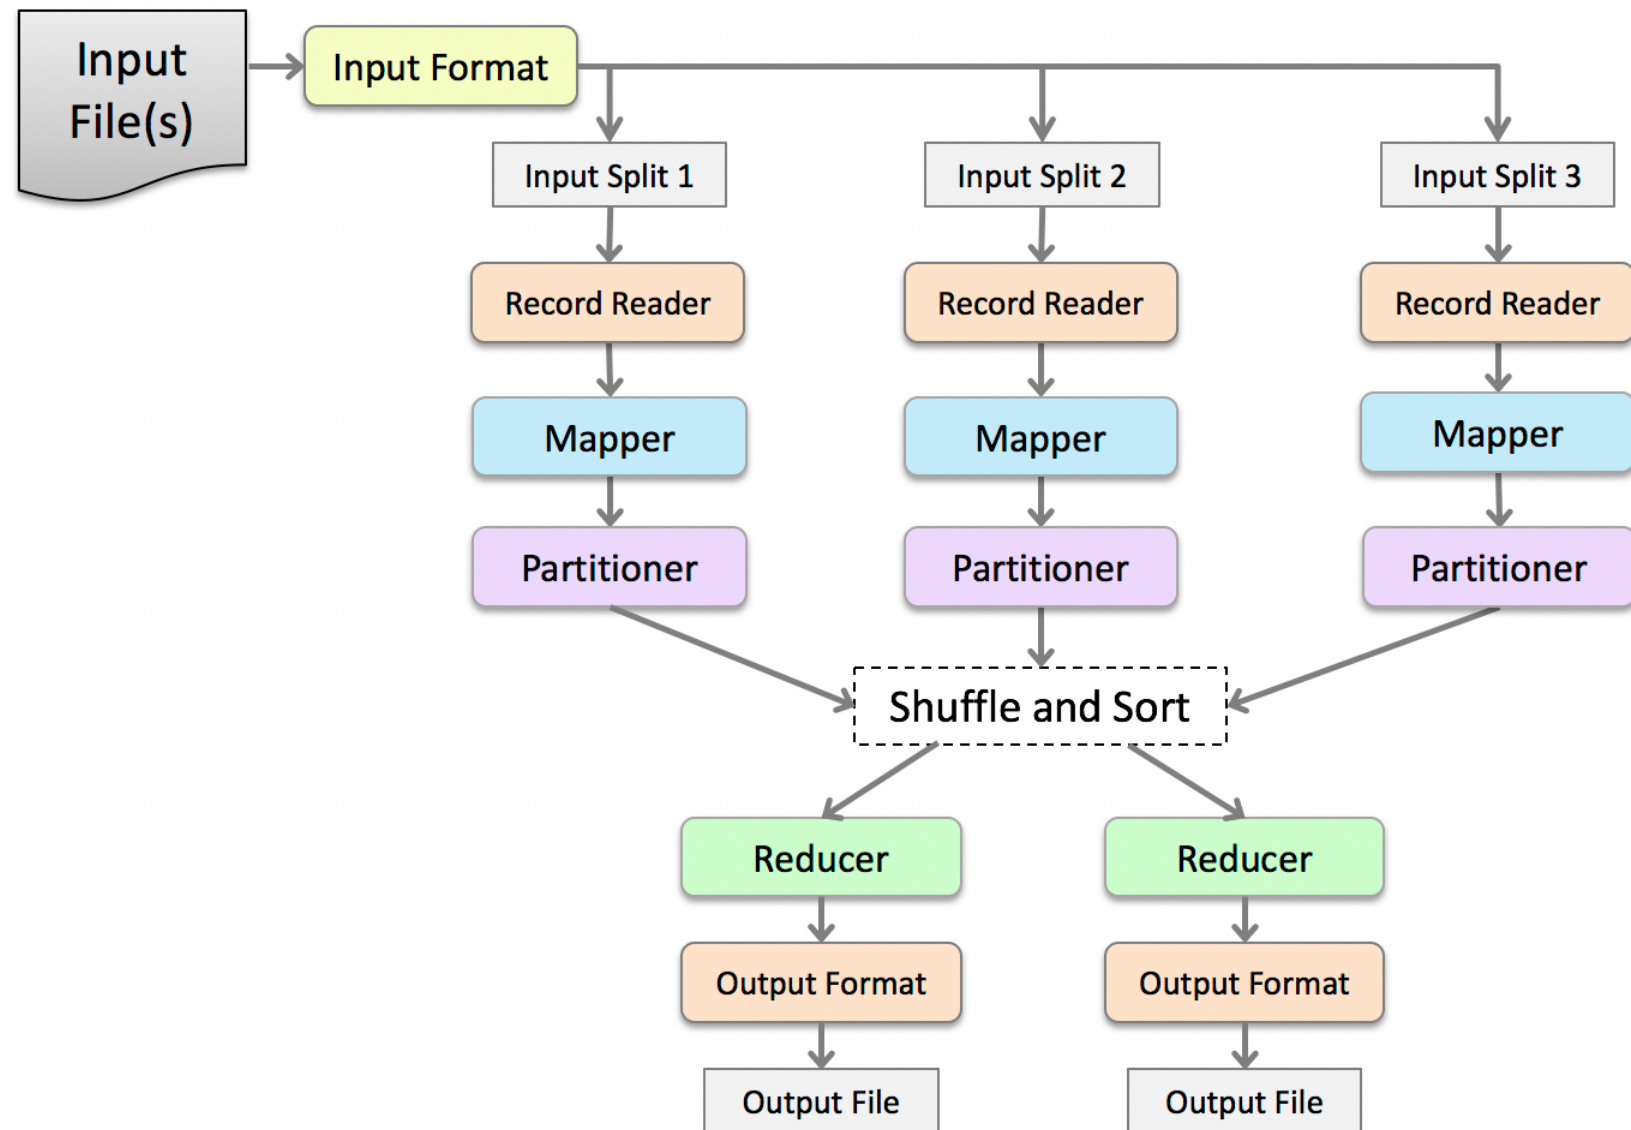 Input
File(s)
Input Format
Input Split 1
Input Split 2
Input Split 3
Record Reader
Record Reader
Record Reader
Mapper
Mapper
Mapper
Partitioner
Partitioner
Partitioner
Shuffle and Sort
Reducer
Reducer
Output Format
Output Format
Output File
Output File